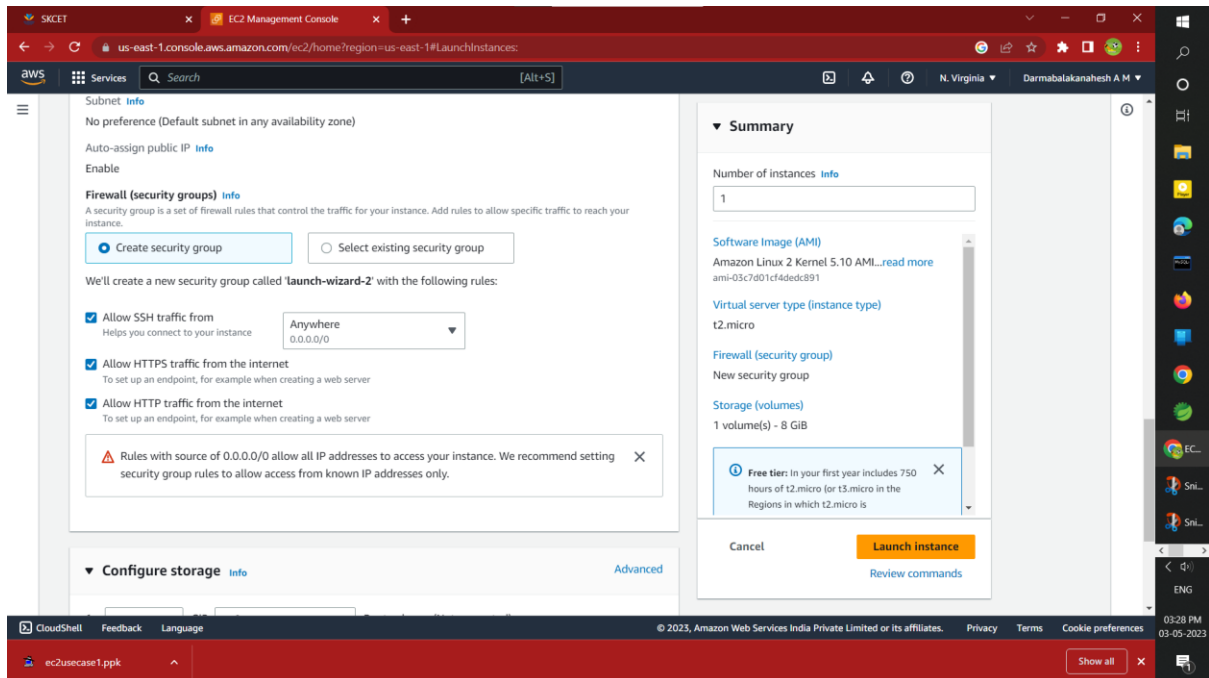 SKCET
EC2 Management Console
us-east-1.console.aws.amazon.com/ec2/home?region=us-east-1#LaunchInstances:
aws
Services
Search
[Alt+S]
N. Virginia
Darmabalakanahesh A M
Subnet Info
No preference (Default subnet in any availability zone)
Auto-assign public IP Info
Enable
Firewall (security groups) Info
A security group is a set of firewall rules that control the traffic for your instance. Add rules to allow specific traffic to reach your
instance.
Create security group
Select existing security group
We'll create a new security group called 'launch-wizard-2' with the following rules:
Allow SSH traffic from
Helps you connect to your instance
Anywhere
0.0.0.0/0
Allow HTTPS traffic from the internet
To set up an endpoint, for example when creating a web server
Allow HTTP traffic from the internet
To set up an endpoint, for example when creating a web server
Rules with source of 0.0.0.0/0 allow all IP addresses to access your instance. We recommend setting
security group rules to allow access from known IP addresses only.
Configure storage Info
Advanced
Summary
Number of instances Info
1
Software Image (AMI)
Amazon Linux 2 Kernel 5.10 AMI...read more
ami-03c7d01cf4dedc891
Virtual server type (instance type)
t2.micro
Firewall (security group)
New security group
Storage (volumes)
1 volume(s) - 8 GiB
Free tier: In your first year includes 750
hours of t2.micro (or t3.micro in the
Regions in which t2.micro is
Cancel
Launch instance
Review commands
EC...
Sni...
Sni...
ENG
03:28 PM
03-05-2023
CloudShell
Feedback
Language
© 2023, Amazon Web Services India Private Limited or its affiliates.
Privacy
Terms
Cookie preferences
ec2usecase1.ppk
Show all